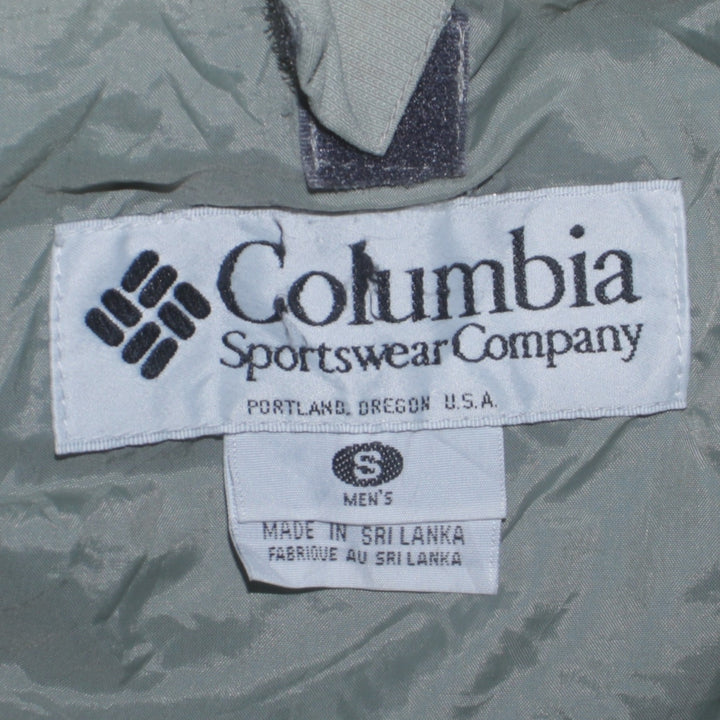 Columbia
Sportswear Company
PORTLAND, OREGON U.S.A.
S
MEN'S
MADE IN SRI LANKA
FABRIQUE AU SRI LANKA